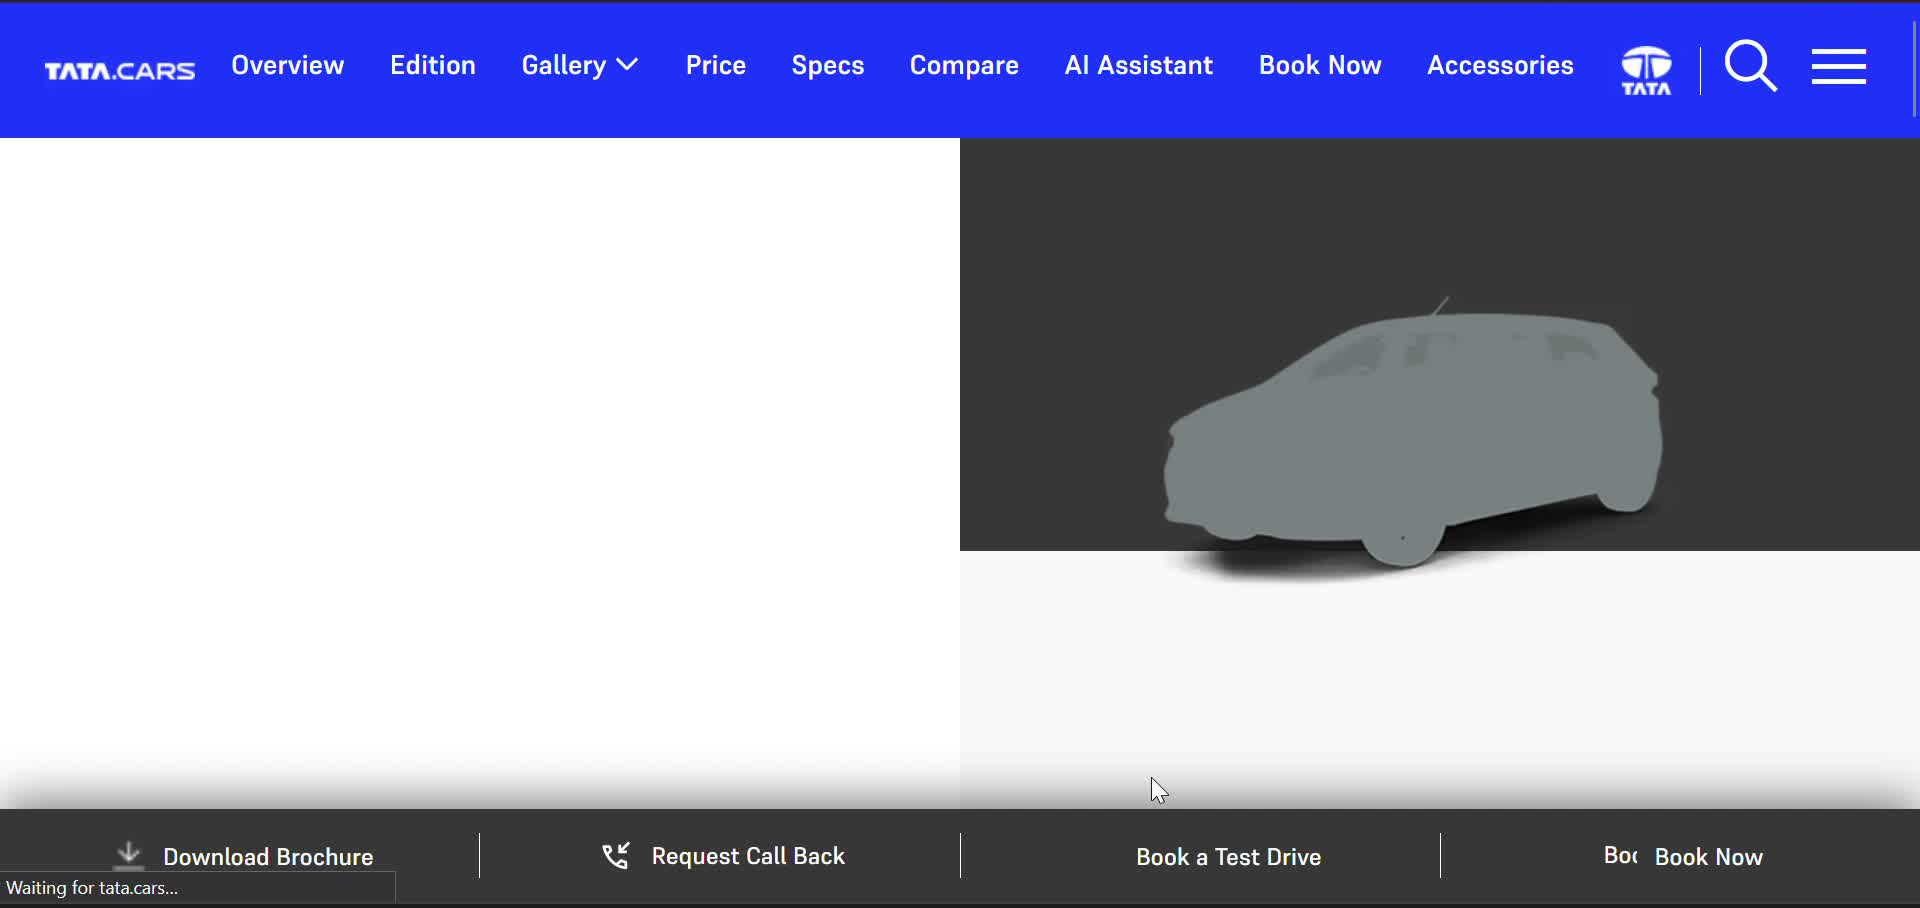 TATA.CARS Overview Edition Gallery Price Specs Compare AI Assistant Book Now Accessories TATA
Download Brochure Request Call Back Book a Test Drive Boo Book Now
Waiting for tata.cars...